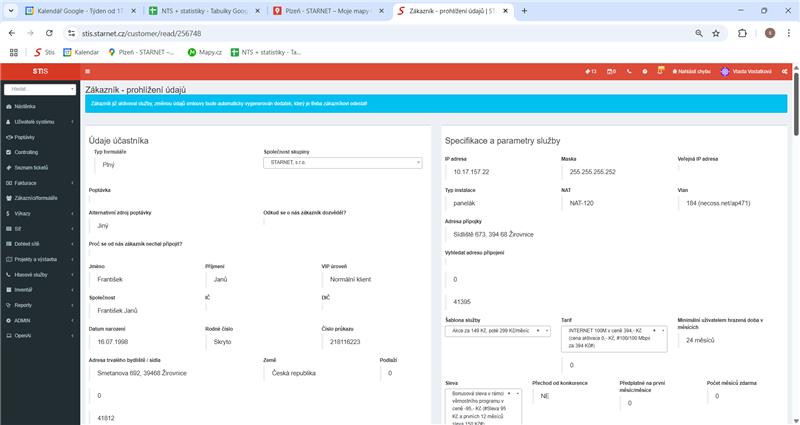 Kalendář Google - Týden od 17
NTS + statistiky - Tabulky Goog
Plzeň - STARNET – Moje mapy
Zákazník - prohlížení údajů | ST
stis.starnet.cz/customer/read/256748
Stis
Kalendar
Plzeň - STARNET –...
Mapy.cz
NTS + statistiky - Ta...
STIS
13
0
Nahlásit chybu
Vlasta Vostatková
Hledat...
Nástěnka
Uživatelé systému
Poptávky
Controlling
Seznam ticketů
Fakturace
Zákazníci/formuláře
Výkazy
Síť
Dohled sítě
Projekty a výstavba
Hlasové služby
Inventář
Reporty
ADMIN
OpenAi
Zákazník - prohlížení údajů
Zákazník již aktivoval služby, změnou údajů smlouvy bude automaticky vygenerován dodatek, který je třeba zákazníkovi odeslat!
Údaje účastníka
Typ formuláře
Společnost skupiny
Plný
STARNET, s.r.o.
Poptávka
Alternativní zdroj poptávky
Odkud se o nás zákazník dozvěděl?
Jiný
Proč se od nás zákazník nechal připojit?
Jméno
Příjmení
VIP úroveň
František
Janů
Normální klient
Společnost
IČ
DIČ
František Janů
Datum narození
Rodné číslo
Číslo průkazu
16.07.1998
Skryto
218116223
Adresa trvalého bydliště / sídla
Země
Podlaží
Smetanova 692, 39468 Žirovnice
Česká republika
0
0
41812
Specifikace a parametry služby
IP adresa
Maska
Veřejná IP adresa
10.17.157.22
255.255.255.252
Typ instalace
NAT
Vlan
panelák
NAT-120
184 (necoss.net/ap471)
Adresa přípojky
Sídliště 673, 394 68 Žirovnice
Vyhledat adresu připojení
0
41395
Šablona služby
Tarif
Minimální uživatelem hrazená doba v
měsících
Akce za 149 Kč, poté 299 Kč/měsíc
INTERNET 100M v ceně 394,- Kč
(cena aktivace 0,- Kč, #100/100 Mbps
za 394 Kč#)
24 měsíců
0
Sleva
Přechod od konkurence
Předplatné na první
měsíc/měsíce
Počet měsíců zdarma
Bonusová sleva v rámci
věrnostního programu v
ceně -95,- Kč (#Sleva 95
Kč a prvních 12 měsíců
sleva 150 Kč#)
NE
0
0